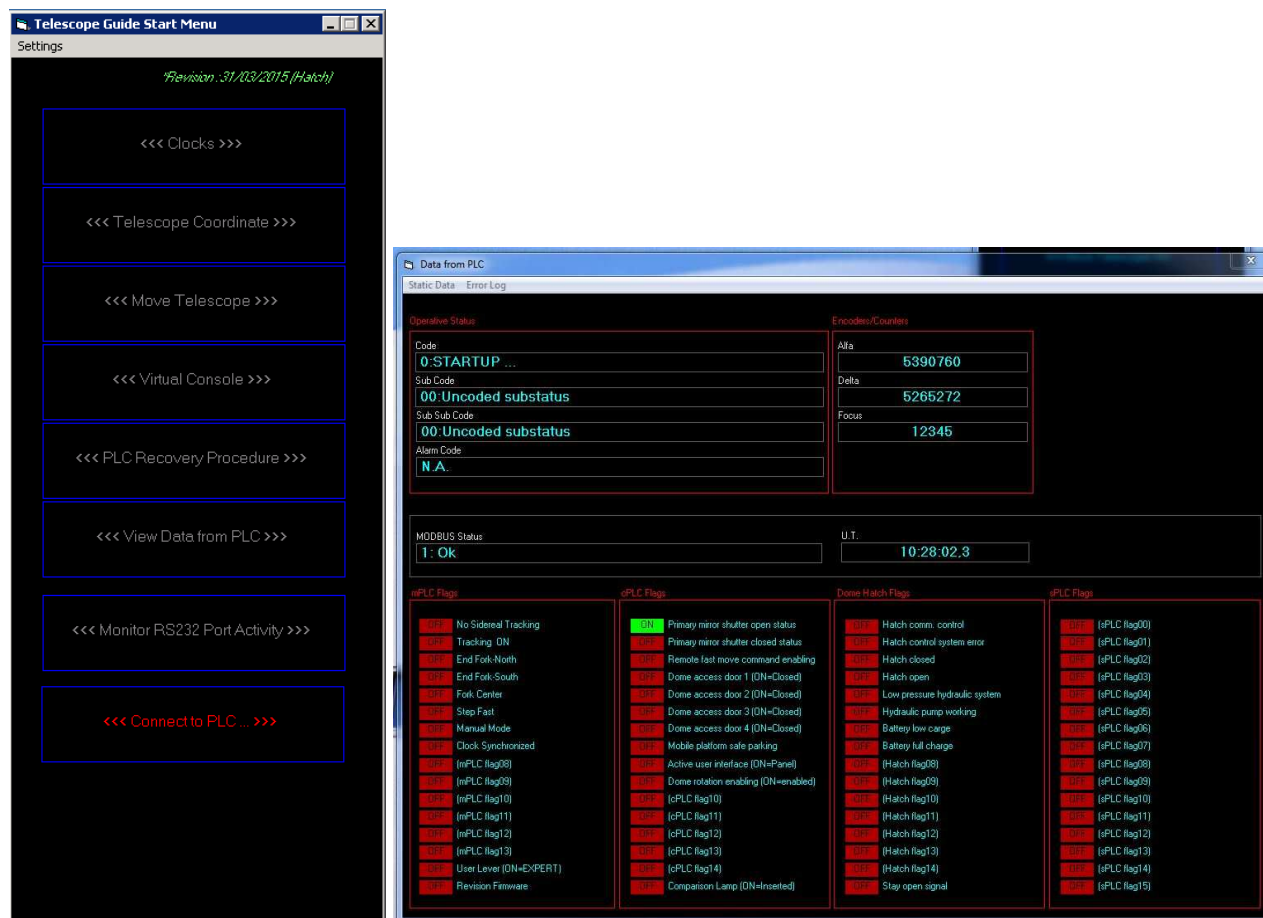 Telescope Guide Start Menu
Settings
*Revision :31/03/2015 (Hatch)
<<< Clocks >>>
<<< Telescope Coordinate >>>
<<< Move Telescope >>>
<<< Virtual Console >>>
<<< PLC Recovery Procedure >>>
<<< View Data from PLC >>>
<<< Monitor RS232 Port Activity >>>
<<< Connect to PLC ... >>>
Data from PLC
Static Data Error Log
Operative Status
Code
0:STARTUP ...
Sub Code
00:Uncoded substatus
Sub Sub Code
00:Uncoded substatus
Alarm Code
N.A.
Encoders/Counters
Alfa
5390760
Delta
5265272
Focus
12345
MODBUS Status
1: Ok
U.T.
10:28:02,3
mPLC Flags
OFF No Sidereal Tracking
OFF Tracking ON
OFF End Fork-North
OFF End Fork-South
OFF Fork Center
OFF Step Fast
OFF Manual Mode
OFF Clock Synchronized
OFF (mPLC flag08)
OFF (mPLC flag09)
OFF (mPLC flag10)
OFF (mPLC flag11)
OFF (mPLC flag12)
OFF (mPLC flag13)
OFF User Lever (ON=EXPERT)
OFF Revision Firmware
cPLC Flags
ON Primary mirror shutter open status
OFF Primary mirror shutter closed status
OFF Remote fast move command enabling
OFF Dome access door 1 (ON=Closed)
OFF Dome access door 2 (ON=Closed)
OFF Dome access door 3 (ON=Closed)
OFF Dome access door 4 (ON=Closed)
OFF Mobile platform safe parking
OFF Active user interface (ON=Panel)
OFF Dome rotation enabling (ON=enabled)
OFF (cPLC flag10)
OFF (cPLC flag11)
OFF (cPLC flag12)
OFF (cPLC flag13)
OFF (cPLC flag14)
OFF Comparison Lamp (ON=Inserted)
Dome Hatch Flags
OFF Hatch comm. control
OFF Hatch control system error
OFF Hatch closed
OFF Hatch open
OFF Low pressure hydraulic system
OFF Hydraulic pump working
OFF Battery low carge
OFF Battery full charge
OFF (Hatch flag08)
OFF (Hatch flag09)
OFF (Hatch flag10)
OFF (Hatch flag11)
OFF (Hatch flag12)
OFF (Hatch flag13)
OFF (Hatch flag14)
OFF Stay open signal
sPLC Flags
OFF (sPLC flag00)
OFF (sPLC flag01)
OFF (sPLC flag02)
OFF (sPLC flag03)
OFF (sPLC flag04)
OFF (sPLC flag05)
OFF (sPLC flag06)
OFF (sPLC flag07)
OFF (sPLC flag08)
OFF (sPLC flag09)
OFF (sPLC flag10)
OFF (sPLC flag11)
OFF (sPLC flag12)
OFF (sPLC flag13)
OFF (sPLC flag14)
OFF (sPLC flag15)